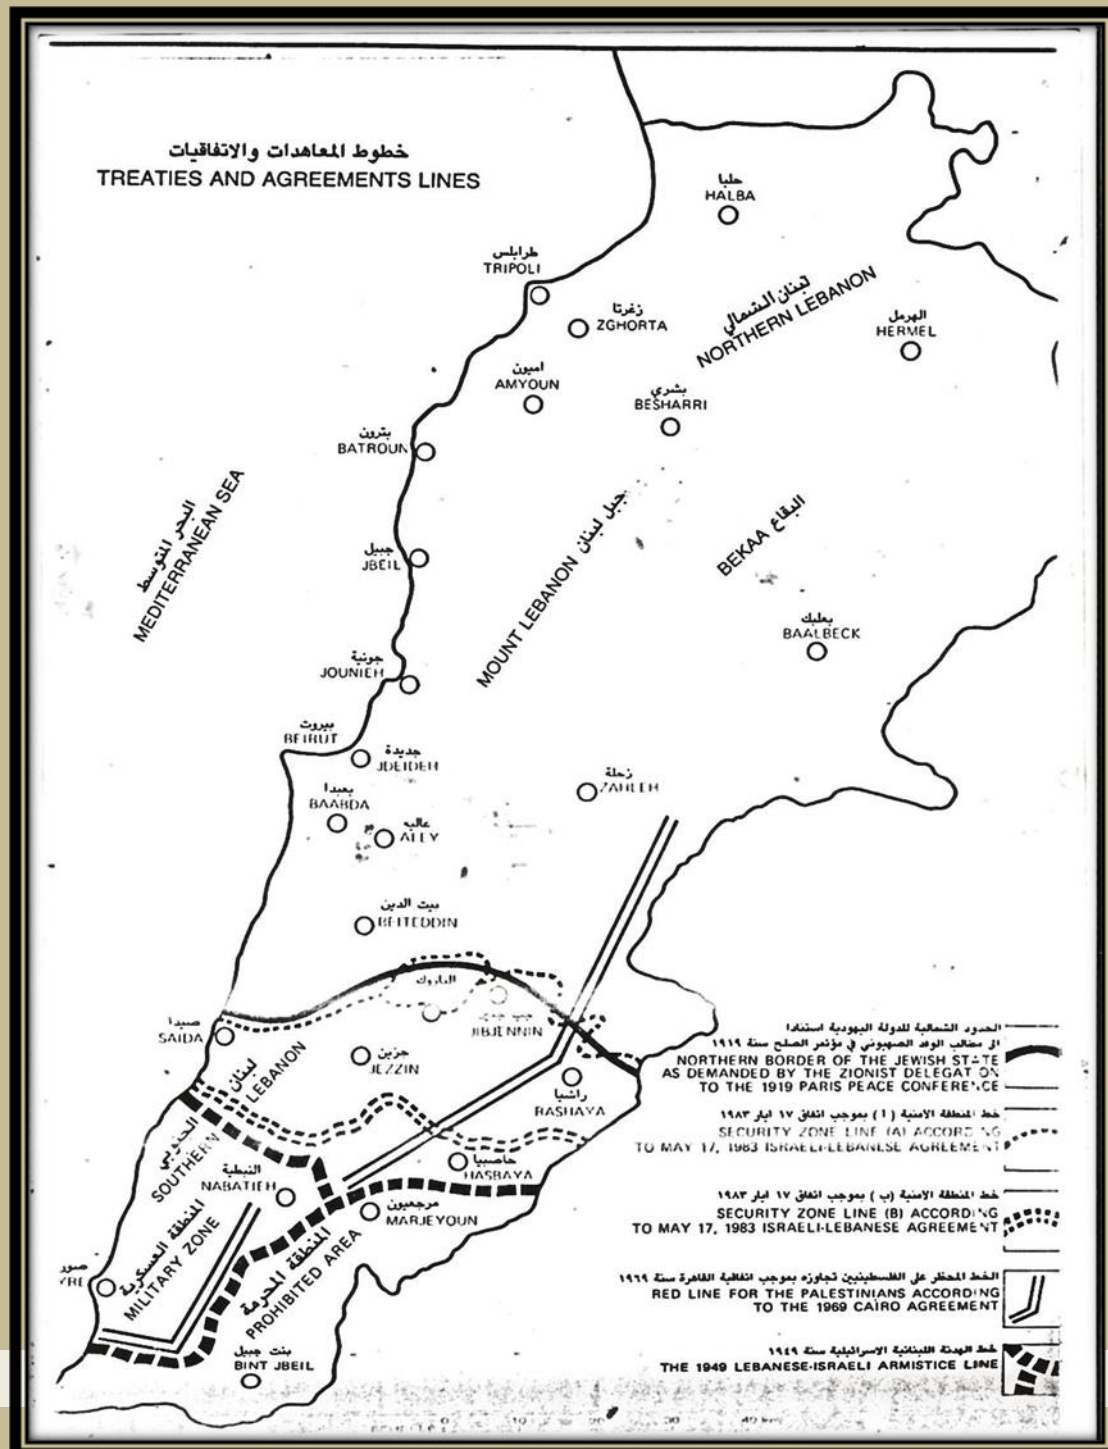 خطوط المعاهدات والاتفاقيات
TREATIES AND AGREEMENTS LINES
حلبا
HALBA
طرابلس
TRIPOLI
زغرتا
ZGHORTA
لبنان الشمالي
NORTHERN LEBANON
الهرمل
HERMEL
اميون
AMYOUN
بشري
BESHARRI
بترون
BATROUN
البحر المتوسط
MEDITERRANEAN SEA
جبيل
JBEIL
MOUNT LEBANON جبل لبنان
BEKAA البقاع
بعلبك
BAALBECK
جونية
JOUNIEH
بيروت
BEIRUT
جديدة
JDEIDEH
زحلة
ZAHLEH
بعبدا
BAABDA
عاليه
ALEY
بيت الدين
BEITEDDIN
الباروك
جب جنين
JIBJENNIN
صيدا
SAIDA
جزين
JEZZIN
راشيا
RASHAYA
لبنان
LEBANON
الجنوبي
SOUTHERN
حاصبيا
HASBAYA
النبطية
NABATIEH
مرجعيون
MARJEYOUN
المنطقة العسكرية
MILITARY ZONE
المنطقة المحرمة
PROHIBITED AREA
صور
YRE
بنت جبيل
BINT JBEIL
الحدود الشمالية للدولة اليهودية استنادا
الى مطالب الوفد الصهيوني في مؤتمر الصلح سنة ١٩١٩
NORTHERN BORDER OF THE JEWISH STATE
AS DEMANDED BY THE ZIONIST DELEGATION
TO THE 1919 PARIS PEACE CONFERENCE
خط المنطقة الامنية (أ) بموجب اتفاق ١٧ ايار ١٩٨٣
SECURITY ZONE LINE (A) ACCORDING
TO MAY 17, 1983 ISRAELI-LEBANESE AGREEMENT
خط المنطقة الامنية (ب) بموجب اتفاق ١٧ ايار ١٩٨٣
SECURITY ZONE LINE (B) ACCORDING
TO MAY 17, 1983 ISRAELI-LEBANESE AGREEMENT
الخط المحظر على الفلسطينيين تجاوزه بموجب اتفاقية القاهرة سنة ١٩٦٩
RED LINE FOR THE PALESTINIANS ACCORDING
TO THE 1969 CAIRO AGREEMENT
خط الهدنة اللبنانية الاسرائيلية سنة ١٩٤٩
THE 1949 LEBANESE-ISRAELI ARMISTICE LINE
0 10 20 30 40 km